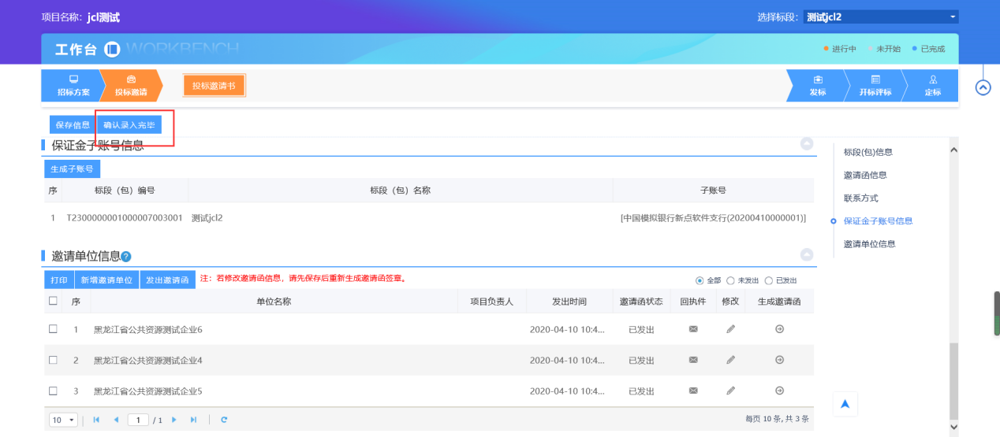 项目名称: jcl测试
选择标段: 测试jcl2
工作台 WORKBENCH
进行中 未开始 已完成
招标方案 投标邀请 投标邀请书 发标 开标评标 定标
保存信息 确认录入完毕
保证金子账号信息
生成子账号
序 标段（包）编号 标段（包）名称 子账号
1 T2300000001000007003001 测试jcl2 [中国模拟银行新点软件支行(20200410000001)]
邀请单位信息?
打印 新增邀请单位 发出邀请函 注：若修改邀请函信息，请先保存后重新生成邀请函签章。 全部 未发出 已发出
序 单位名称 项目负责人 发出时间 邀请函状态 回执件 修改 生成邀请函
1 黑龙江省公共资源测试企业6 2020-04-10 10:4... 已发出
2 黑龙江省公共资源测试企业4 2020-04-10 10:4... 已发出
3 黑龙江省公共资源测试企业5 2020-04-10 10:4... 已发出
10 1 / 1 每页 10 条, 共 3 条
标段(包)信息
邀请函信息
联系方式
保证金子账号信息
邀请单位信息